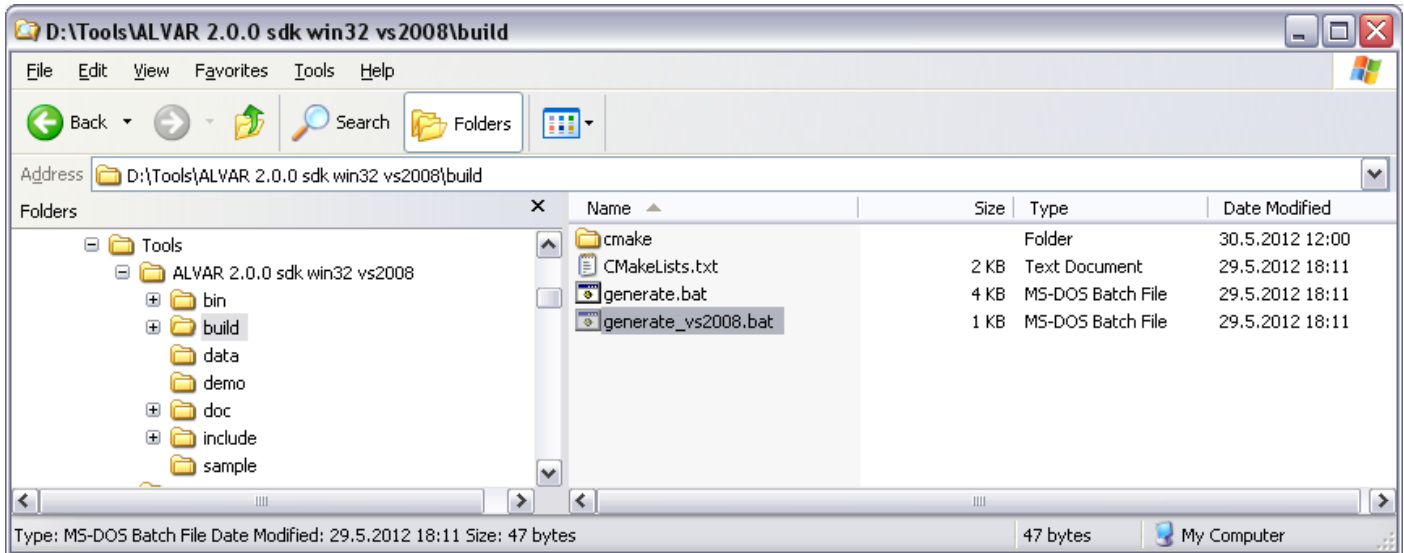 D:\Tools\ALVAR 2.0.0 sdk win32 vs2008\build
File Edit View Favorites Tools Help
Back Search Folders
Address D:\Tools\ALVAR 2.0.0 sdk win32 vs2008\build
Folders X Name Size Type Date Modified
Tools cmake Folder 30.5.2012 12:00
ALVAR 2.0.0 sdk win32 vs2008 CMakeLists.txt 2 KB Text Document 29.5.2012 18:11
bin generate.bat 4 KB MS-DOS Batch File 29.5.2012 18:11
build generate_vs2008.bat 1 KB MS-DOS Batch File 29.5.2012 18:11
data
demo
doc
include
sample
Type: MS-DOS Batch File Date Modified: 29.5.2012 18:11 Size: 47 bytes 47 bytes My Computer